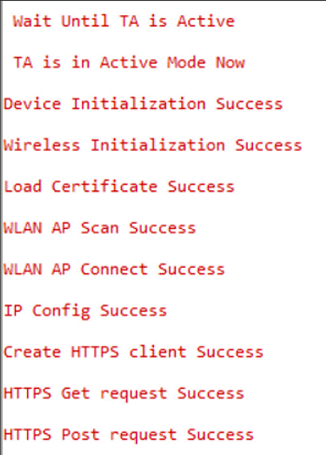 Wait Until TA is Active
TA is in Active Mode Now
Device Initialization Success
Wireless Initialization Success
Load Certificate Success
WLAN AP Scan Success
WLAN AP Connect Success
IP Config Success
Create HTTPS client Success
HTTPS Get request Success
HTTPS Post request Success